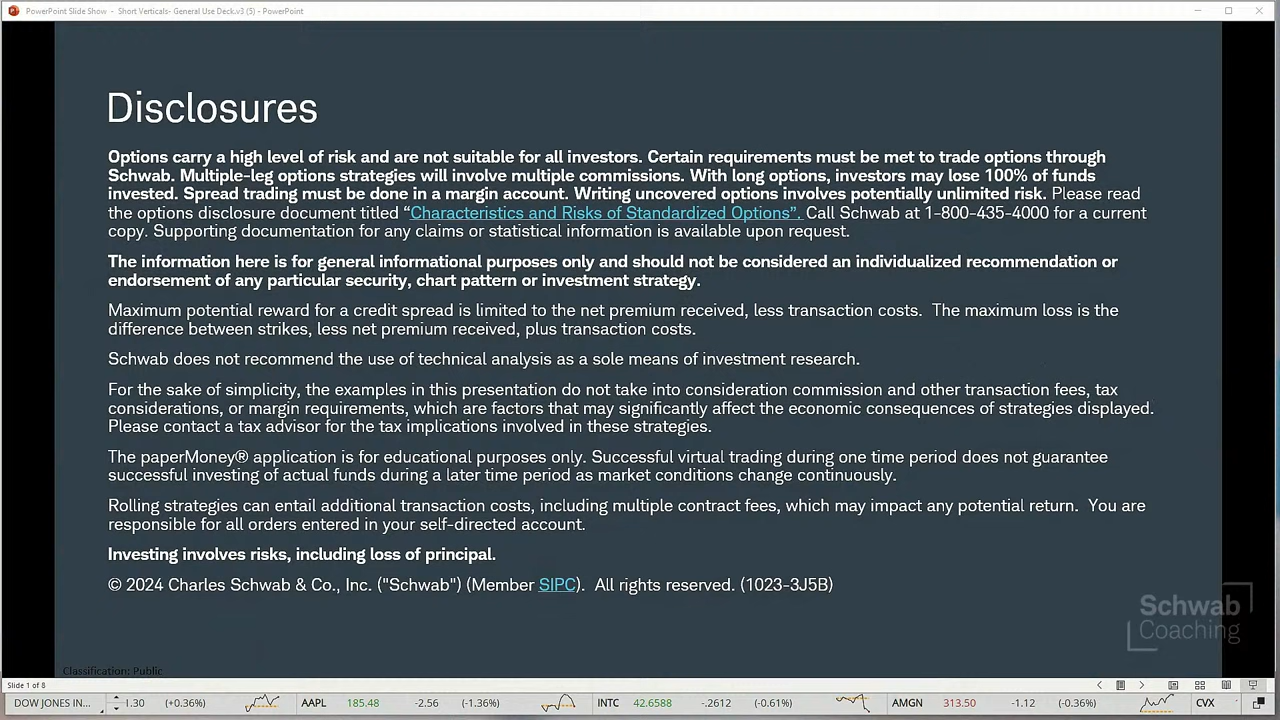 PowerPoint Slide Show - Short Verticals- General Use Deck.v3 (5) - PowerPoint
Disclosures
Options carry a high level of risk and are not suitable for all investors. Certain requirements must be met to trade options through
Schwab. Multiple-leg options strategies will involve multiple commissions. With long options, investors may lose 100% of funds
invested. Spread trading must be done in a margin account. Writing uncovered options involves potentially unlimited risk. Please read
the options disclosure document titled “Characteristics and Risks of Standardized Options”. Call Schwab at 1-800-435-4000 for a current
copy. Supporting documentation for any claims or statistical information is available upon request.
The information here is for general informational purposes only and should not be considered an individualized recommendation or
endorsement of any particular security, chart pattern or investment strategy.
Maximum potential reward for a credit spread is limited to the net premium received, less transaction costs.  The maximum loss is the
difference between strikes, less net premium received, plus transaction costs.
Schwab does not recommend the use of technical analysis as a sole means of investment research.
For the sake of simplicity, the examples in this presentation do not take into consideration commission and other transaction fees, tax
considerations, or margin requirements, which are factors that may significantly affect the economic consequences of strategies displayed.
Please contact a tax advisor for the tax implications involved in these strategies.
The paperMoney® application is for educational purposes only. Successful virtual trading during one time period does not guarantee
successful investing of actual funds during a later time period as market conditions change continuously.
Rolling strategies can entail additional transaction costs, including multiple contract fees, which may impact any potential return.  You are
responsible for all orders entered in your self-directed account.
Investing involves risks, including loss of principal.
© 2024 Charles Schwab & Co., Inc. ("Schwab") (Member SIPC).  All rights reserved. (1023-3J5B)
Schwab
Coaching
Classification: Public
Slide 1 of 8
DOW JONES IN... 1.30 (+0.36%) AAPL 185.48 -2.56 (-1.36%) INTC 42.6588 -.2612 (-0.61%) AMGN 313.50 -1.12 (-0.36%) CVX